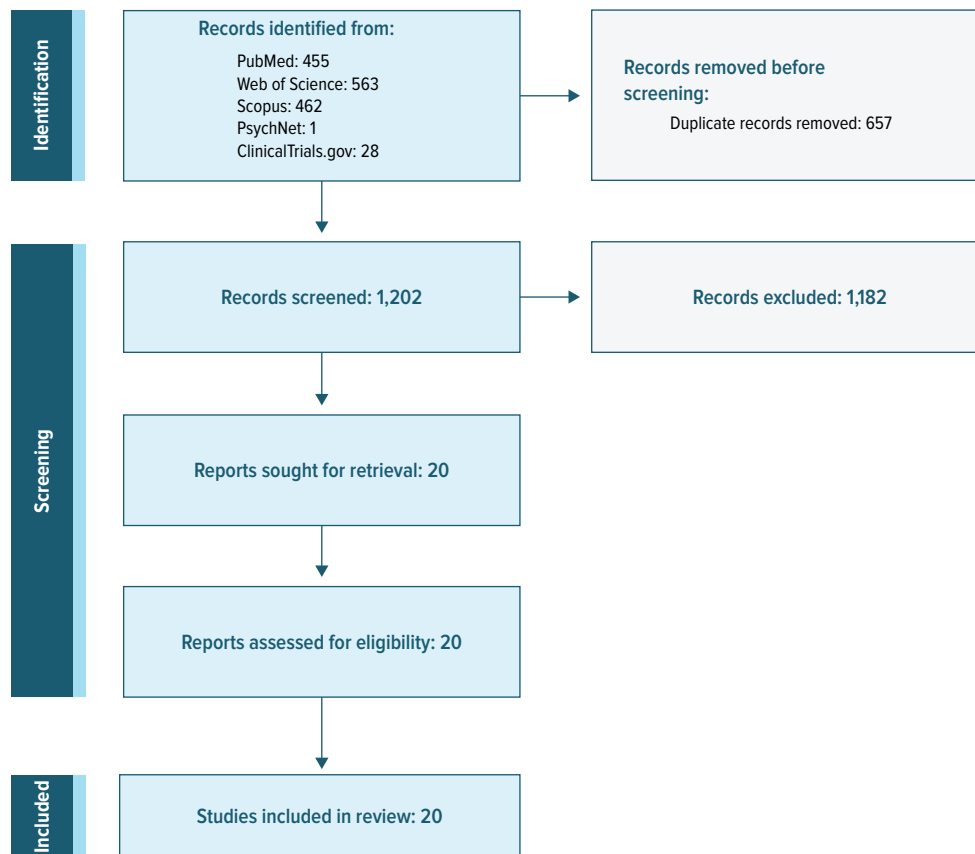 Identification
Records identified from:
PubMed: 455
Web of Science: 563
Scopus: 462
PsychNet: 1
ClinicalTrials.gov: 28
Records removed before
screening:
Duplicate records removed: 657
Screening
Records screened: 1,202
Records excluded: 1,182
Reports sought for retrieval: 20
Reports assessed for eligibility: 20
Included
Studies included in review: 20